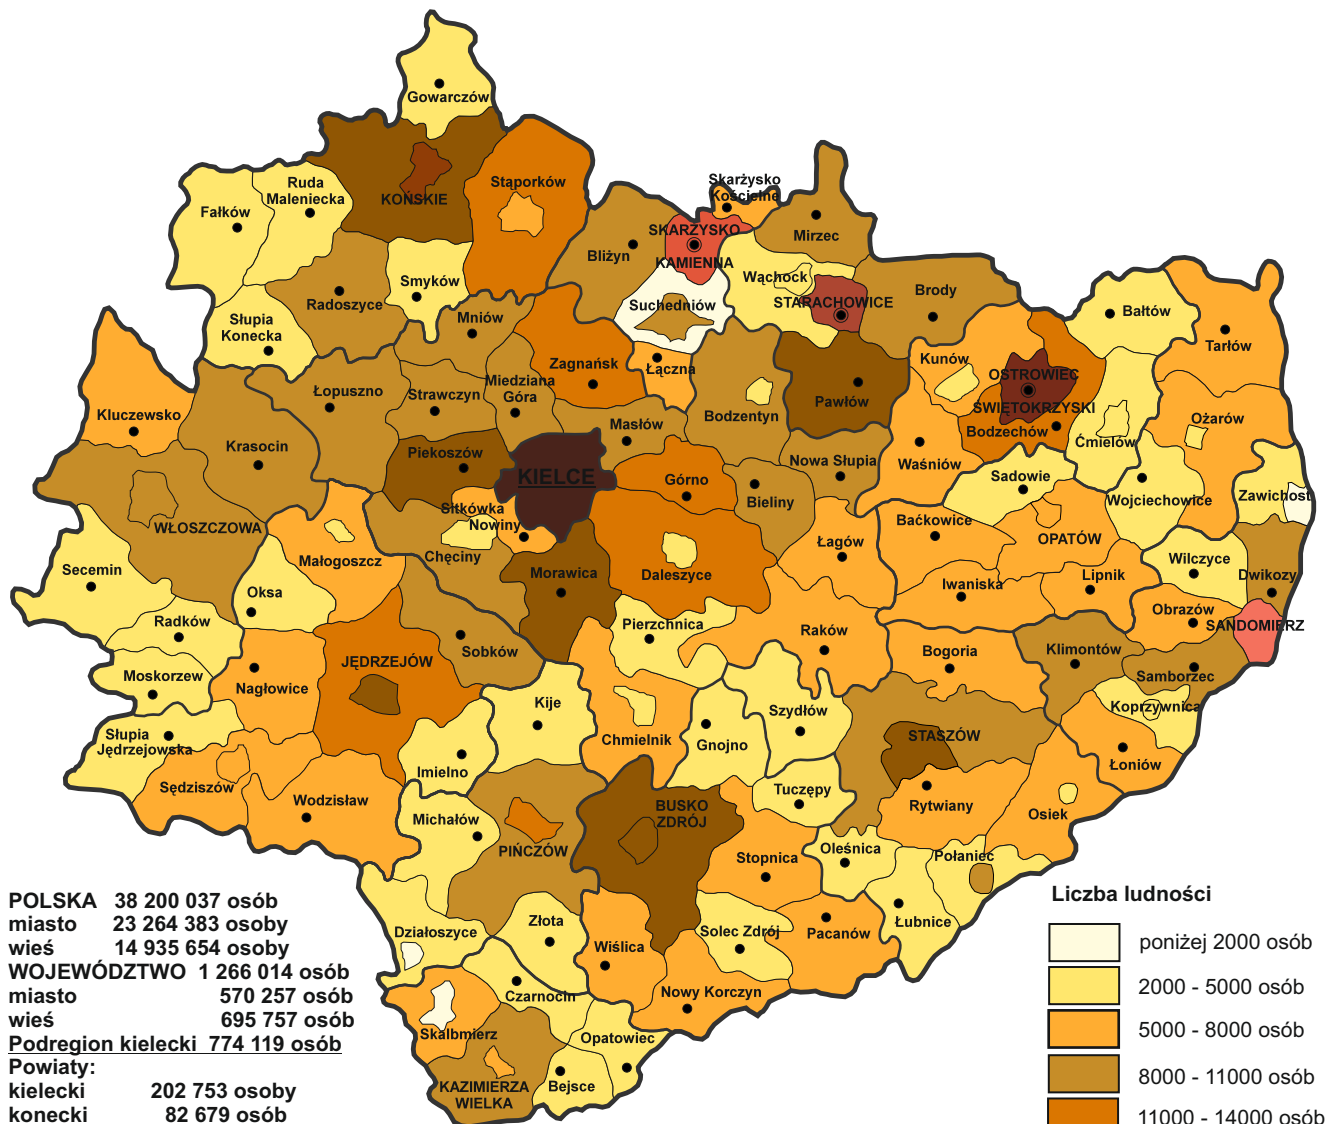 Gowarczów
Ruda
Maleniecka
Fałków
KOŃSKIE
Stąporków
Skarżysko
Kościelne
SKARŻYSKO
KAMIENNA
Mirzec
Bliżyn
Smyków
Radoszyce
Wąchock
Suchedniów
STARACHOWICE
Brody
Bałtów
Tarłów
Słupia
Konecka
Mniów
Zagnańsk
Łączna
Kunów
OSTROWIEC
ŚWIĘTOKRZYSKI
Bodzechów
Kluczewsko
Łopuszno
Strawczyn
Miedziana
Góra
Bodzentyn
Pawłów
Ożarów
Ćmielów
Krasocin
Masłów
Piekoszów
KIELCE
Górno
Nowa Słupia
Waśniów
Sadowie
Bieliny
Wojciechowice
Zawichost
Sitkówka
Nowiny
WŁOSZCZOWA
Małogoszcz
Chęciny
Łagów
Baćkowice
OPATÓW
Secemin
Morawica
Daleszyce
Iwaniska
Lipnik
Wilczyce
Dwikozy
Oksa
Radków
Pierzchnica
Raków
Obrazów
SANDOMIERZ
Sobków
JĘDRZEJÓW
Bogoria
Klimontów
Samborzec
Moskorzew
Nagłowice
Kije
Szydłów
Koprzywnica
Słupia
Jędrzejowska
Chmielnik
Gnojno
STASZÓW
Łoniów
Imielno
Sędziszów
Wodzisław
Tuczępy
Rytwiany
Osiek
Michałów
BUSKO
ZDRÓJ
PIŃCZÓW
Stopnica
Oleśnica
Połaniec
Działoszyce
Złota
Wiślica
Solec Zdrój
Pacanów
Łubnice
Czarnocin
Nowy Korczyn
Skalbmierz
Opatowiec
KAZIMIERZA
WIELKA
Bejsce
POLSKA 38 200 037 osób
miasto 23 264 383 osoby
wieś 14 935 654 osoby
WOJEWÓDZTWO 1 266 014 osób
miasto 570 257 osób
wieś 695 757 osób
Podregion kielecki 774 119 osób
Powiaty:
kielecki 202 753 osoby
konecki 82 679 osób
Liczba ludności
poniżej 2000 osób
2000 - 5000 osób
5000 - 8000 osób
8000 - 11000 osób
11000 - 14000 osób